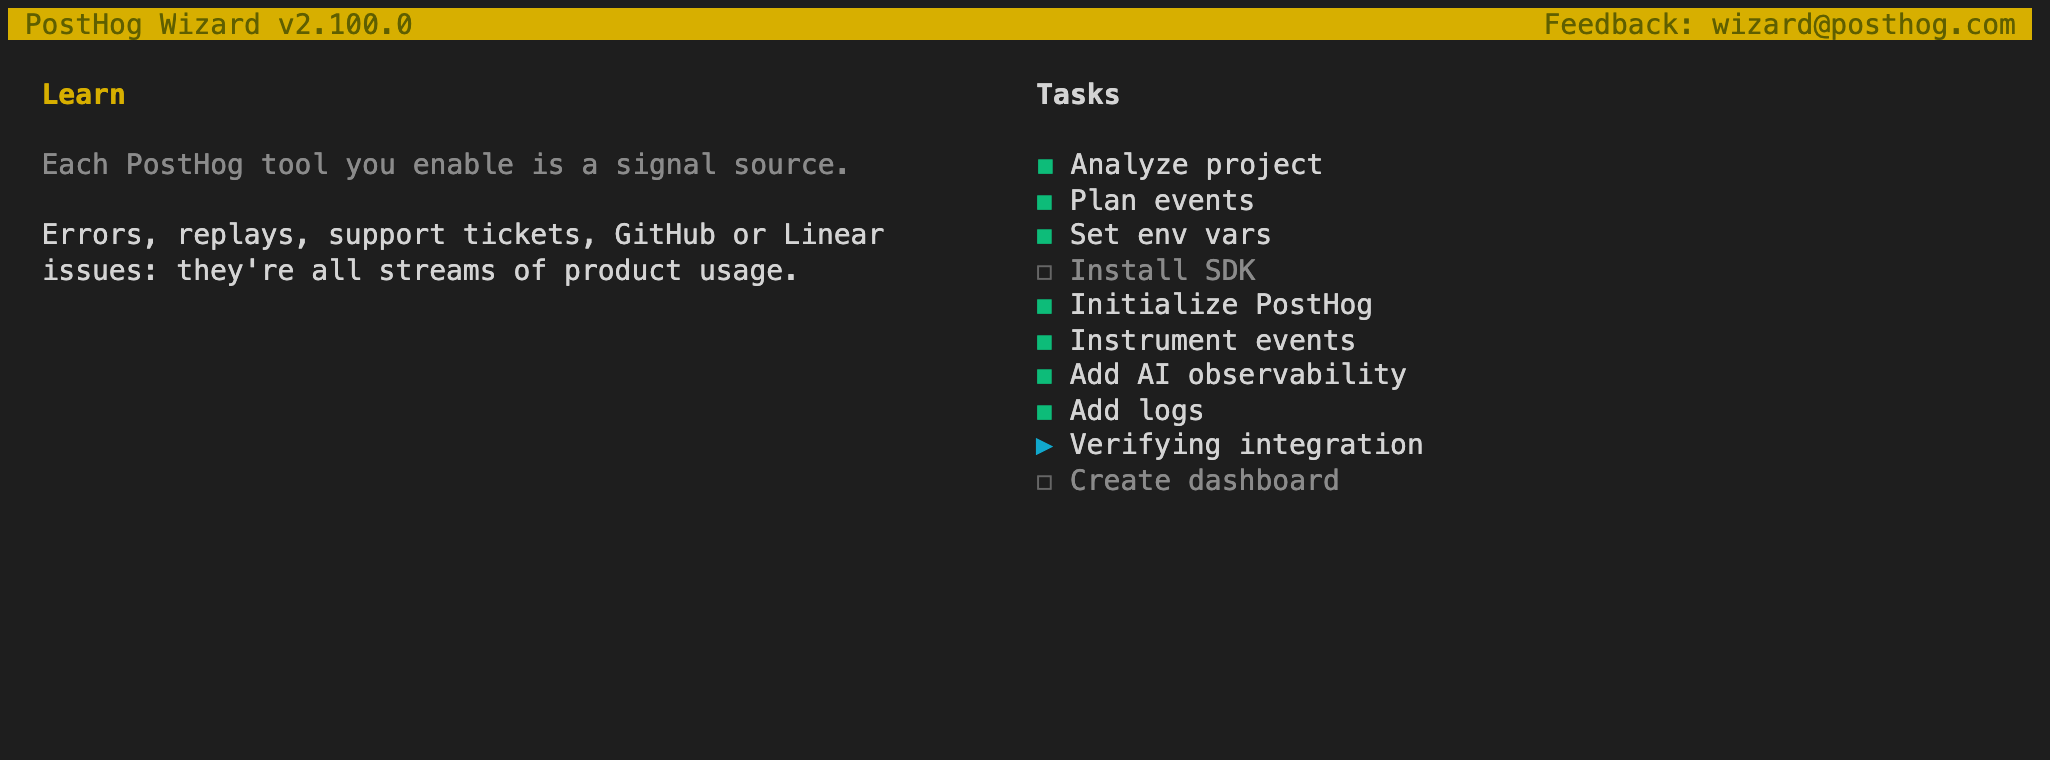 PostHog Wizard v2.100.0
Feedback: wizard@posthog.com
Learn
Each PostHog tool you enable is a signal source.
Errors, replays, support tickets, GitHub or Linear
issues: they're all streams of product usage.
Tasks
Analyze project
Plan events
Set env vars
Install SDK
Initialize PostHog
Instrument events
Add AI observability
Add logs
Verifying integration
Create dashboard